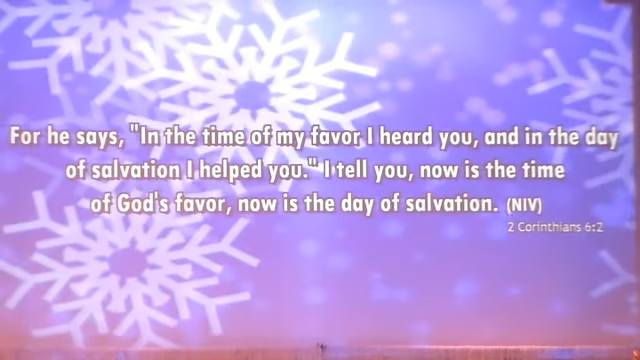 For he says, "In the time of my favor I heard you, and in the day
of salvation I helped you." I tell you, now is the time
of God's favor, now is the day of salvation. (NIV)
2 Corinthians 6:2